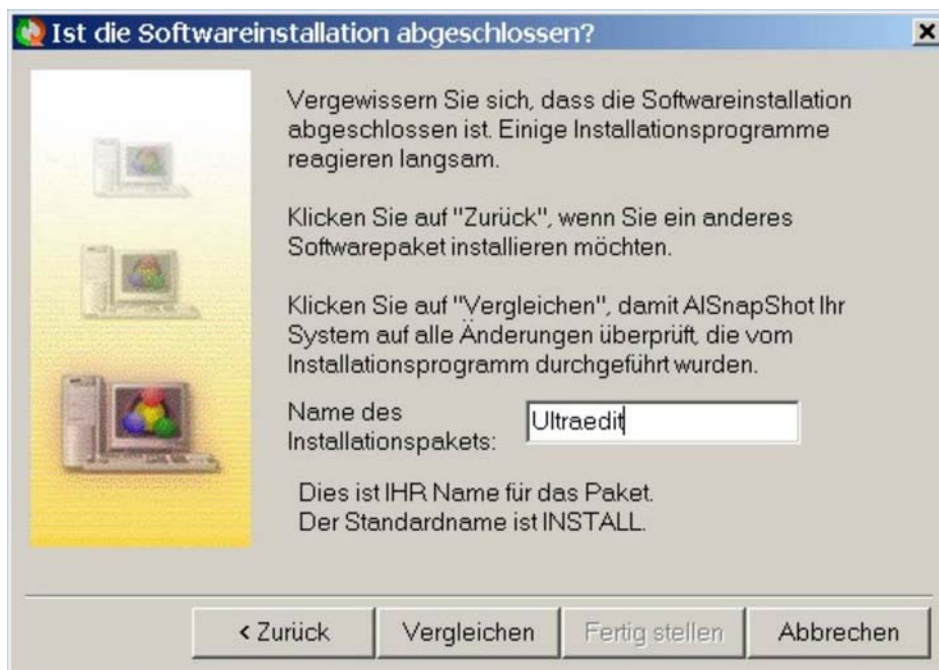 Ist die Softwareinstallation abgeschlossen?
Vergewissern Sie sich, dass die Softwareinstallation
abgeschlossen ist. Einige Installationsprogramme
reagieren langsam.
Klicken Sie auf "Zurück", wenn Sie ein anderes
Softwarepaket installieren möchten.
Klicken Sie auf "Vergleichen", damit AISnapShot Ihr
System auf alle Änderungen überprüft, die vom
Installationsprogramm durchgeführt wurden.
Name des
Installationspakets:
Ultraedit
Dies ist IHR Name für das Paket.
Der Standardname ist INSTALL.
< Zurück
Vergleichen
Fertig stellen
Abbrechen